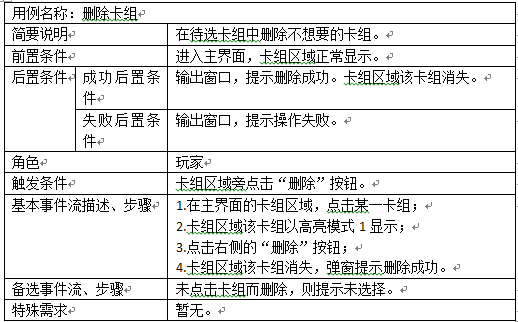 用例名称：删除卡组
简要说明 在待选卡组中删除不想要的卡组。
前置条件 进入主界面，卡组区域正常显示。
后置条件 成功后置条件 输出窗口，提示删除成功。卡组区域该卡组消失。
失败后置条件 输出窗口，提示操作失败。
角色 玩家
触发条件 卡组区域旁点击“删除”按钮。
基本事件流描述、步骤 1.在主界面的卡组区域，点击某一卡组；
2.卡组区域该卡组以高亮模式 1 显示；
3.点击右侧的“删除”按钮；
4.卡组区域该卡组消失，弹窗提示删除成功。
备选事件流、步骤 未点击卡组而删除，则提示未选择。
特殊需求 暂无。